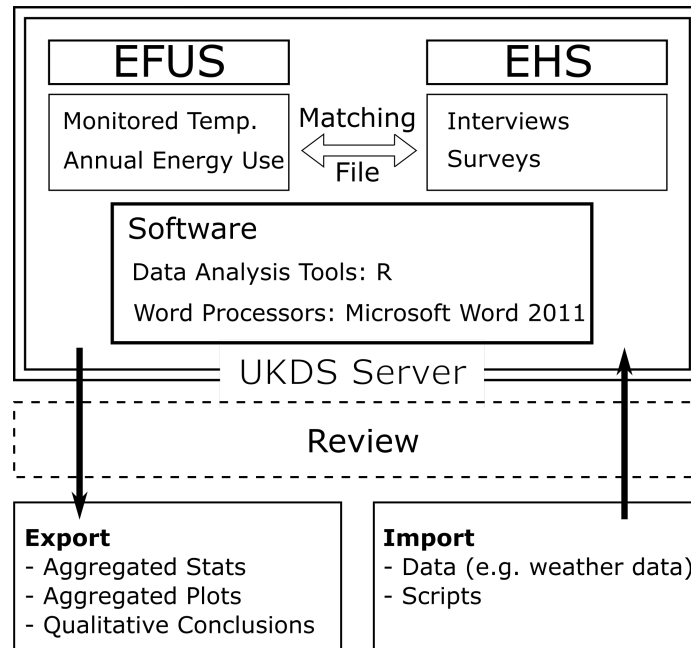 EFUS
EHS
Monitored Temp.
Annual Energy Use
Matching
File
Interviews
Surveys
Software
Data Analysis Tools: R
Word Processors: Microsoft Word 2011
UKDS Server
Review
Export
- Aggregated Stats
- Aggregated Plots
- Qualitative Conclusions
Import
- Data (e.g. weather data)
- Scripts